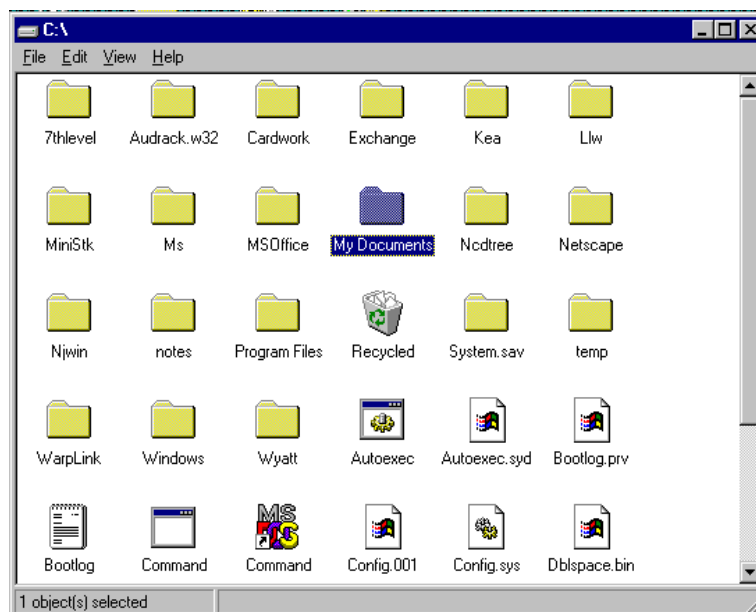 C:\
File Edit View Help
7thlevel Audrack.w32 Cardwork Exchange Kea Llw
MiniStk Ms MSOffice My Documents Ncdtree Netscape
Njwin notes Program Files Recycled System.sav temp
WarpLink Windows Wyatt Autoexec Autoexec.syd Bootlog.prv
MS
Bootlog Command Command Config.001 Config.sys Dblspace.bin
1 object(s) selected